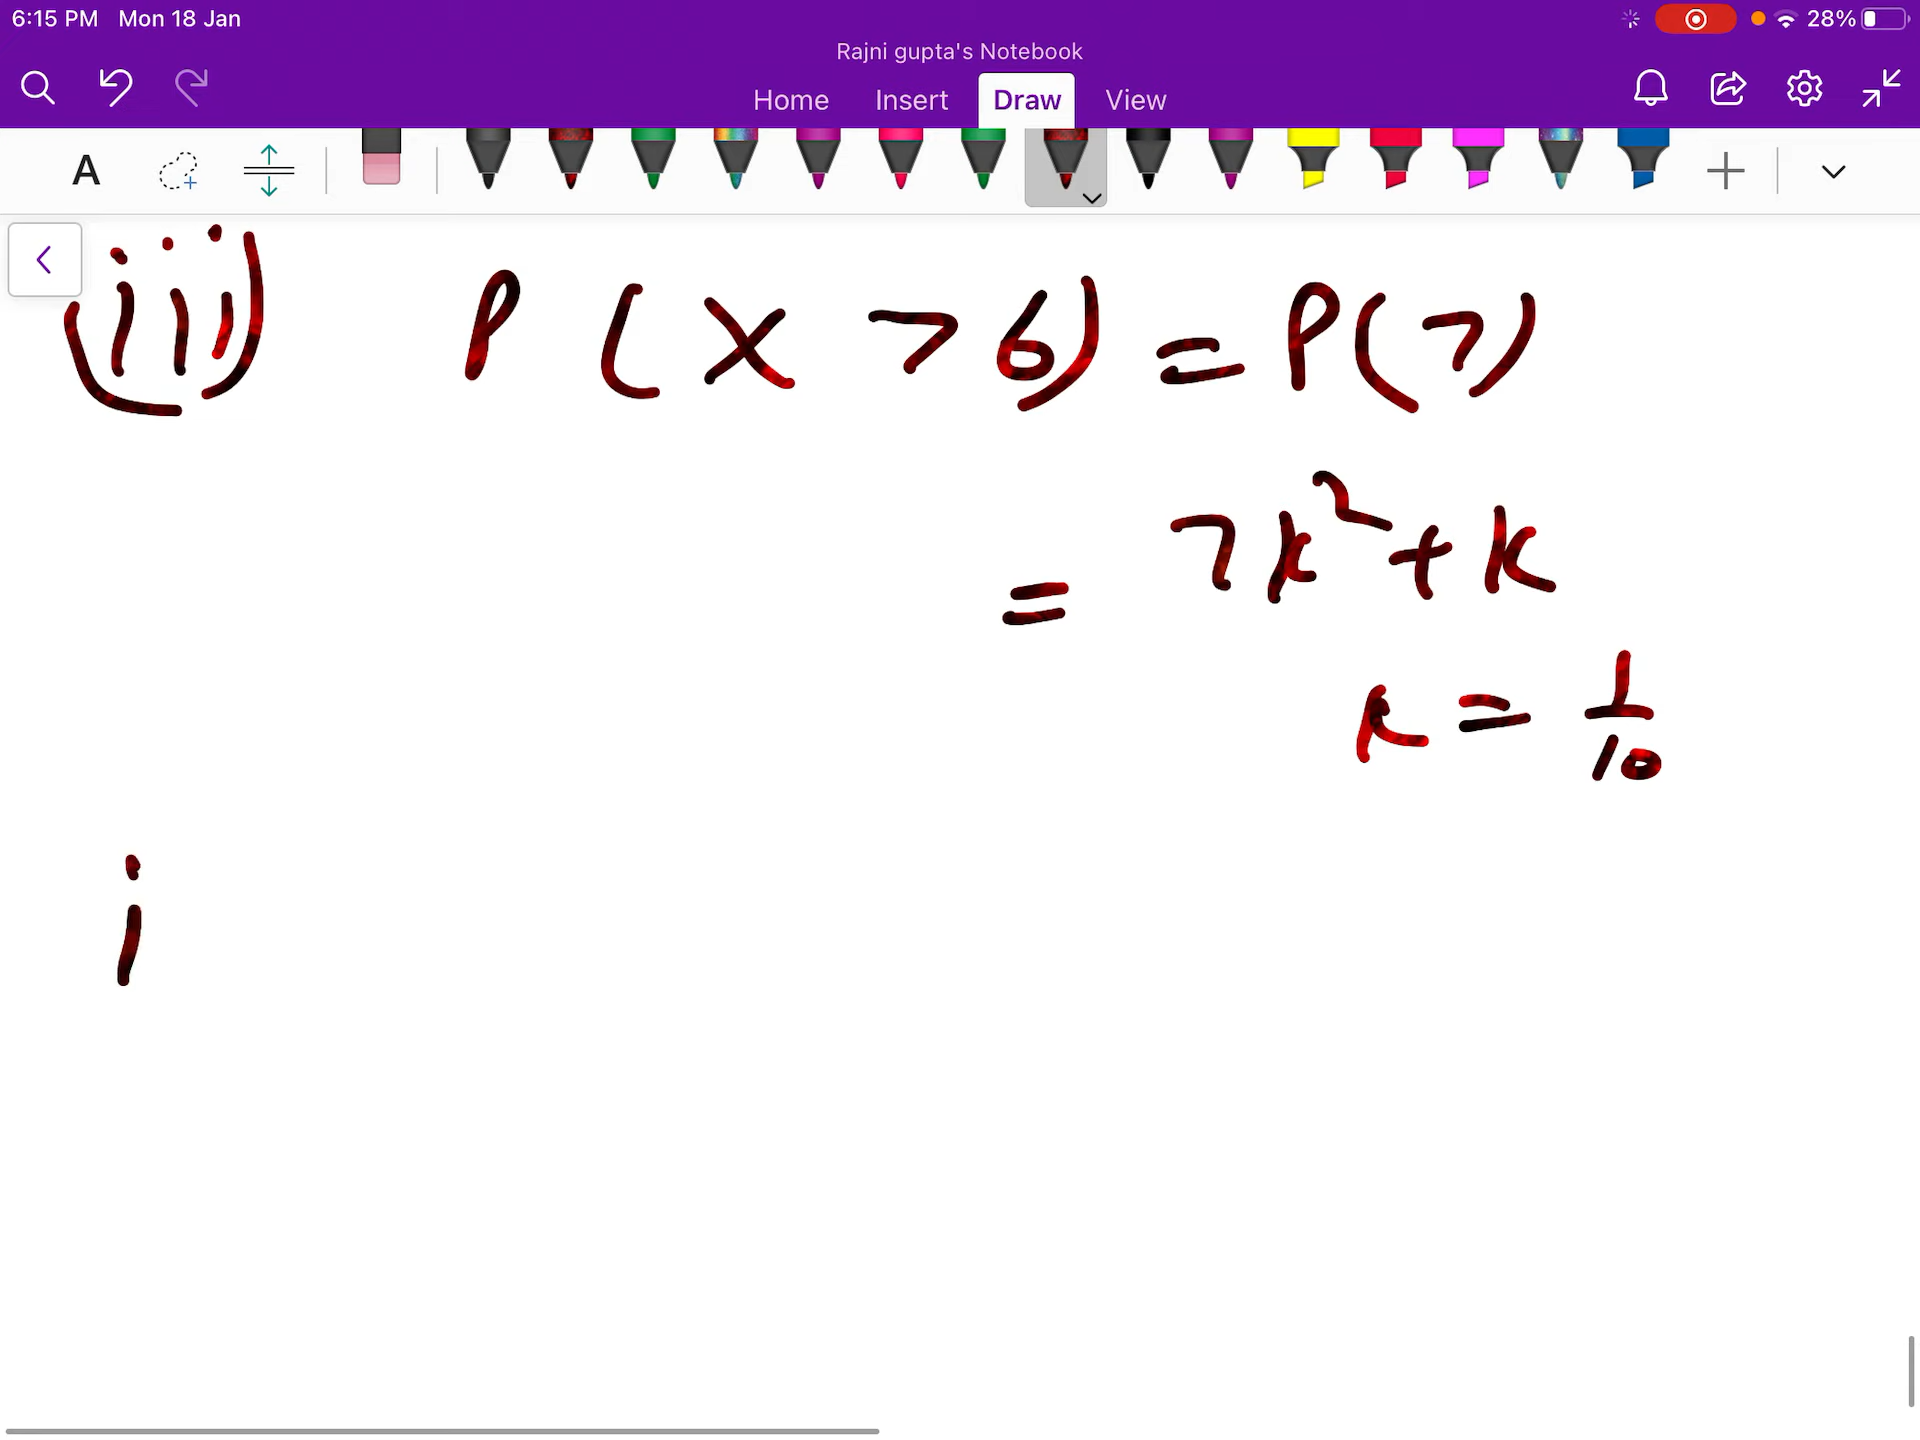 6:15 PM Mon 18 Jan 28%
Rajni gupta's Notebook
Home Insert Draw View
A
(iii) P(X > 6) = P(7)
= 7k² + k
k = 1/10
i